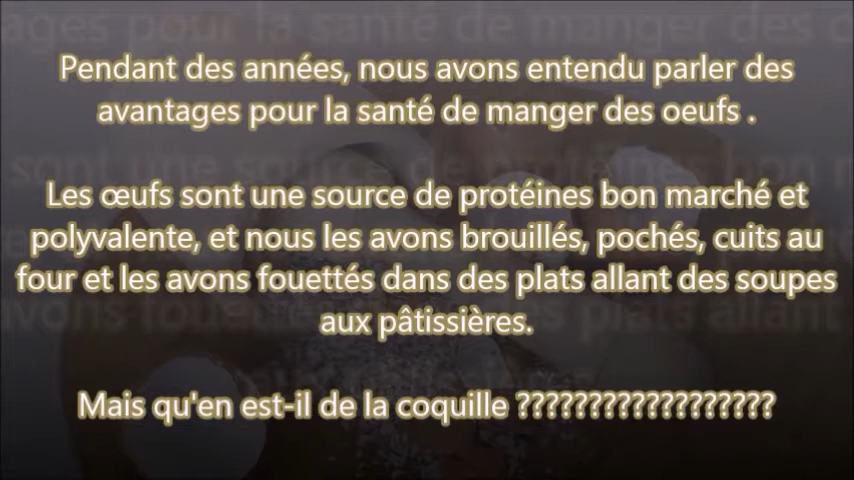 Pendant des années, nous avons entendu parler des
avantages pour la santé de manger des oeufs .
Les œufs sont une source de protéines bon marché et
polyvalente, et nous les avons brouillés, pochés, cuits au
four et les avons fouettés dans des plats allant des soupes
aux pâtissières.
Mais qu'en est-il de la coquille ??????????????????